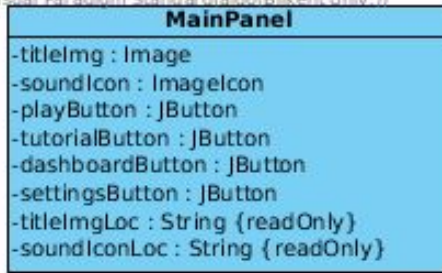 MainPanel
-titleImg : Image
-soundIcon : ImageIcon
-playButton : JButton
-tutorialButton : JButton
-dashboardButton : JButton
-settingsButton : JButton
-titleImgLoc : String {readOnly}
-soundIconLoc : String {readOnly}